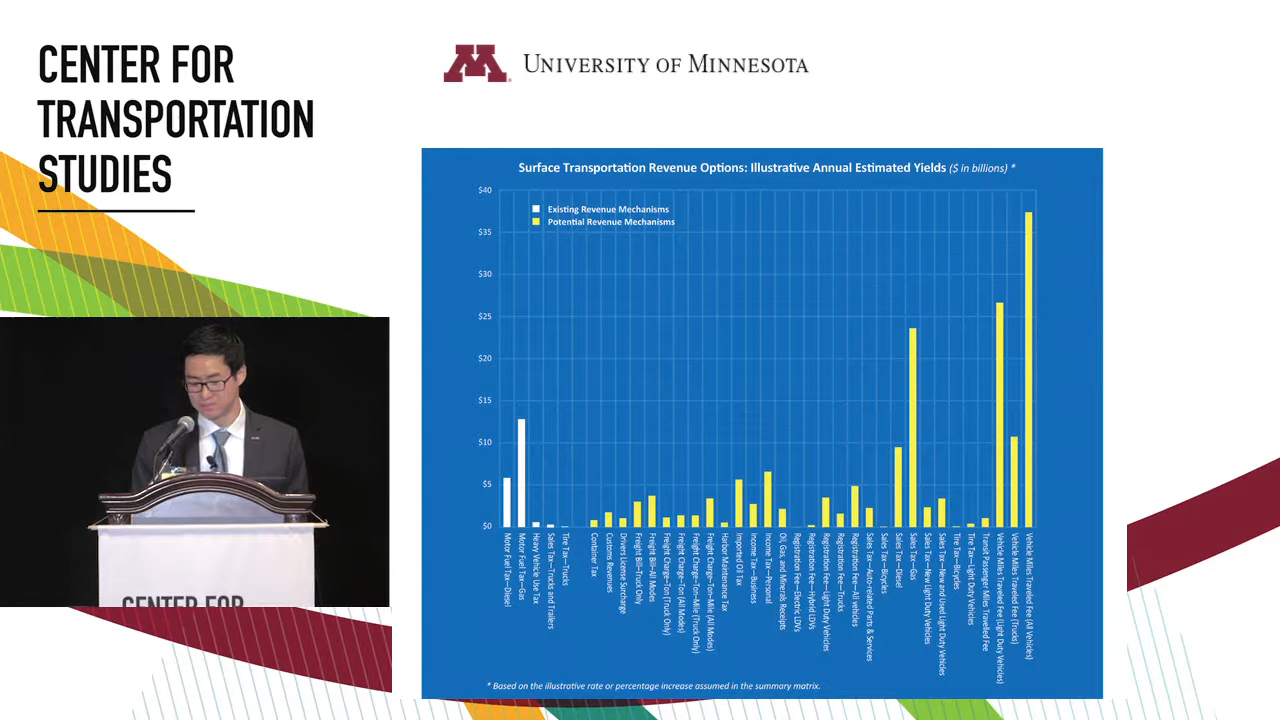 CENTER FOR
TRANSPORTATION
STUDIES
M
UNIVERSITY OF MINNESOTA
Surface Transportation Revenue Options: Illustrative Annual Estimated Yields ($ in billions) *
$40
$35
$30
$25
$20
$15
$10
$5
$0
Existing Revenue Mechanisms
Potential Revenue Mechanisms
Motor Fuel Tax—Diesel
Motor Fuel Tax—Gas
Heavy Vehicle Use Tax
Sales Tax—Trucks and Trailers
Tire Tax—Trucks
Container Tax
Customs Revenues
Drivers License Surcharge
Freight Bill—Truck Only
Freight Bill—All Modes
Freight Charge—Ton (Truck Only)
Freight Charge—Ton (All Modes)
Freight Charge—Ton-Mile (Truck Only)
Freight Charge—Ton-Mile (All Modes)
Harbor Maintenance Tax
Imported Oil Tax
Income Tax—Business
Income Tax—Personal
Oil, Gas, and Minerals Receipts
Registration Fee—Electric LDVs
Registration Fee—Hybrid LDVs
Registration Fee—Light Duty Vehicles
Registration Fee—Trucks
Registration Fee—All vehicles
Sales Tax—Auto-related Parts & Services
Sales Tax—Bicycles
Sales Tax—Diesel
Sales Tax—Gas
Sales Tax—New Light Duty Vehicles
Sales Tax—New and Used Light Duty Vehicles
Tire Tax—Bicycles
Tire Tax—Light Duty Vehicles
Transit Passenger Miles Travelled Fee
Vehicle Miles Traveled Fee (Light Duty Vehicles)
Vehicle Miles Traveled Fee (Trucks)
Vehicle Miles Traveled Fee (All Vehicles)
* Based on the illustrative rate or percentage increase assumed in the summary matrix.
CENTER FOR